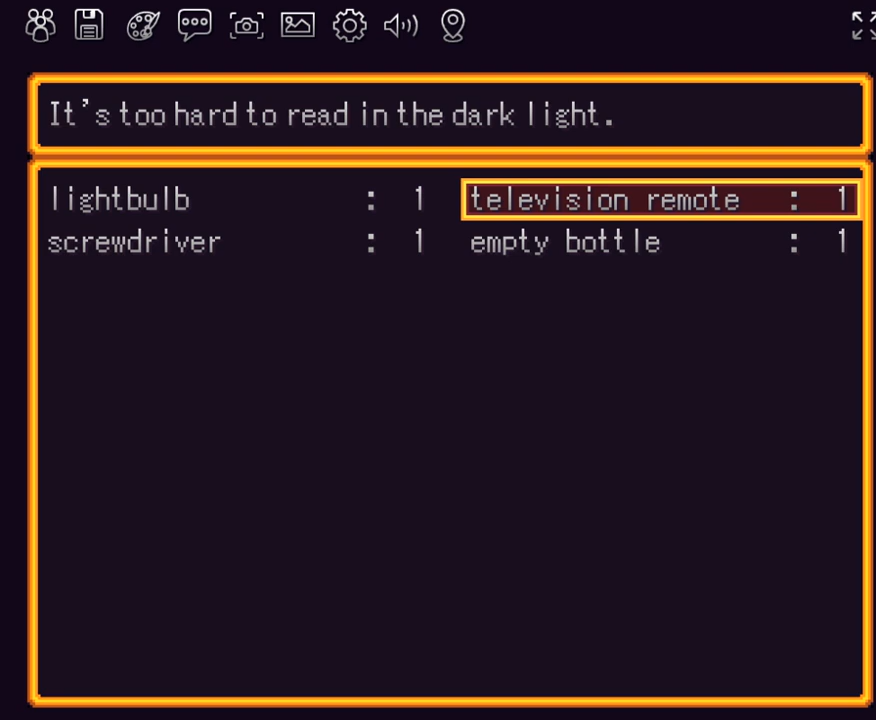 It's too hard to read in the dark light.
lightbulb : 1 television remote : 1
screwdriver : 1 empty bottle : 1